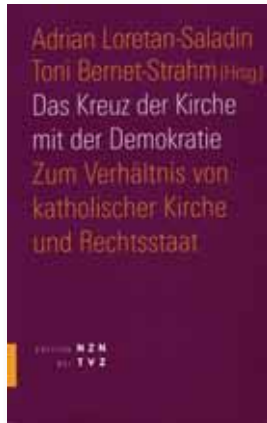 Adrian Loretan-Saladin
Toni Bernet-Strahm (Hrsg.)
Das Kreuz der Kirche
mit der Demokratie
Zum Verhältnis von
katholischer Kirche
und Rechtsstaat
EDITION NZN
BEI TVZ